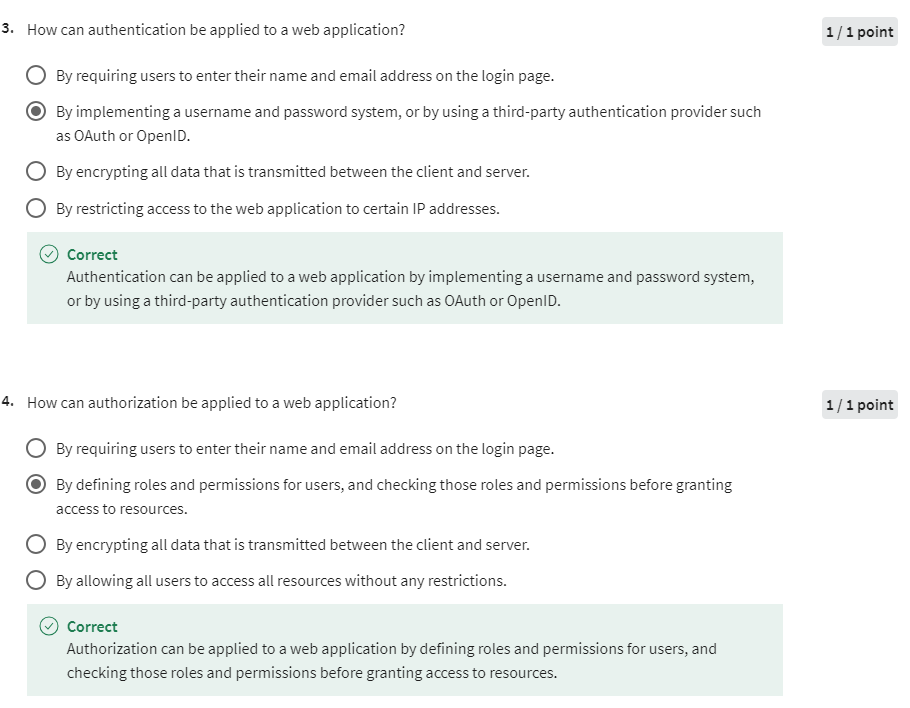 3. How can authentication be applied to a web application?
1 / 1 point
By requiring users to enter their name and email address on the login page.
By implementing a username and password system, or by using a third-party authentication provider such
as OAuth or OpenID.
By encrypting all data that is transmitted between the client and server.
By restricting access to the web application to certain IP addresses.
Correct
Authentication can be applied to a web application by implementing a username and password system,
or by using a third-party authentication provider such as OAuth or OpenID.
4. How can authorization be applied to a web application?
1 / 1 point
By requiring users to enter their name and email address on the login page.
By defining roles and permissions for users, and checking those roles and permissions before granting
access to resources.
By encrypting all data that is transmitted between the client and server.
By allowing all users to access all resources without any restrictions.
Correct
Authorization can be applied to a web application by defining roles and permissions for users, and
checking those roles and permissions before granting access to resources.